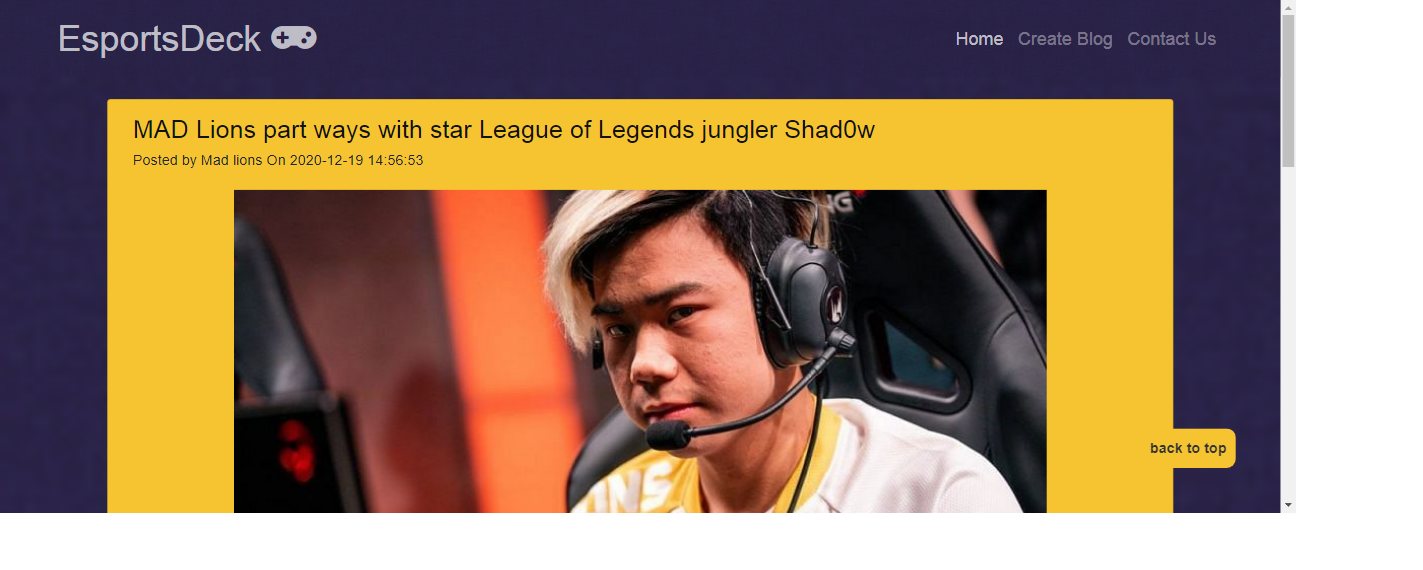 EsportsDeck
Home Create Blog Contact Us
MAD Lions part ways with star League of Legends jungler Shad0w
Posted by Mad lions On 2020-12-19 14:56:53
back to top